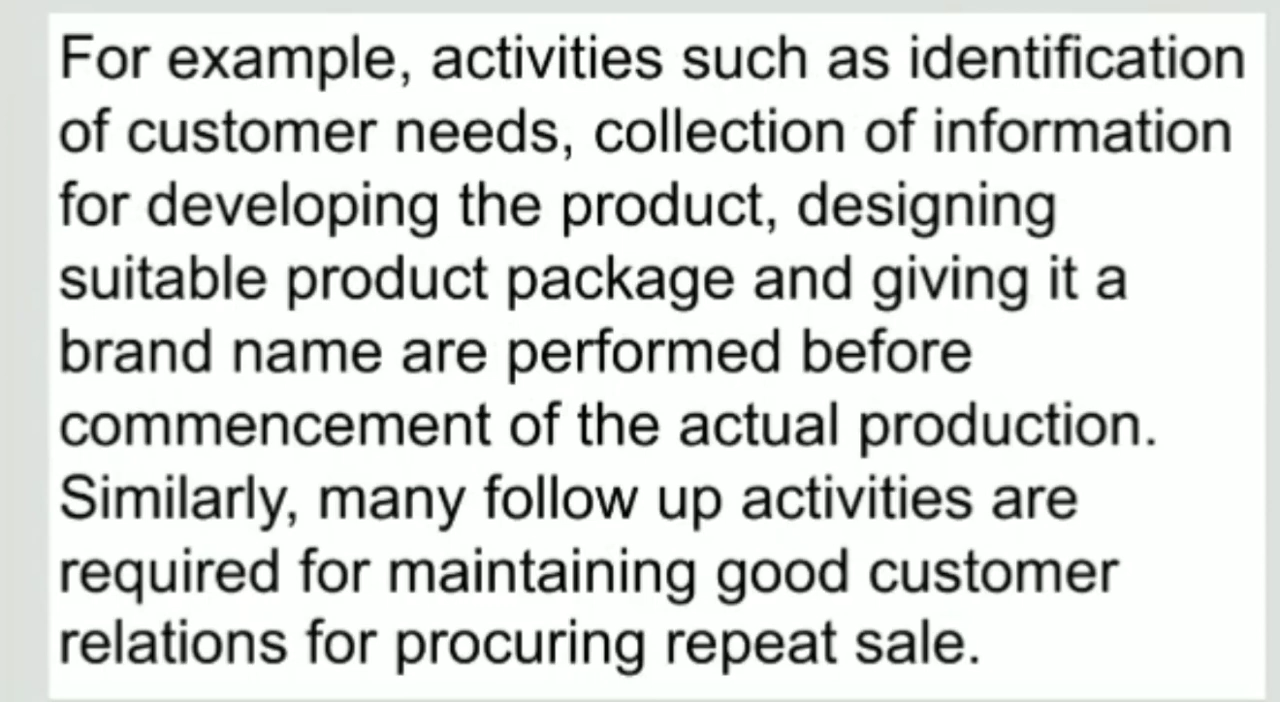 For example, activities such as identification
of customer needs, collection of information
for developing the product, designing
suitable product package and giving it a
brand name are performed before
commencement of the actual production.
Similarly, many follow up activities are
required for maintaining good customer
relations for procuring repeat sale.